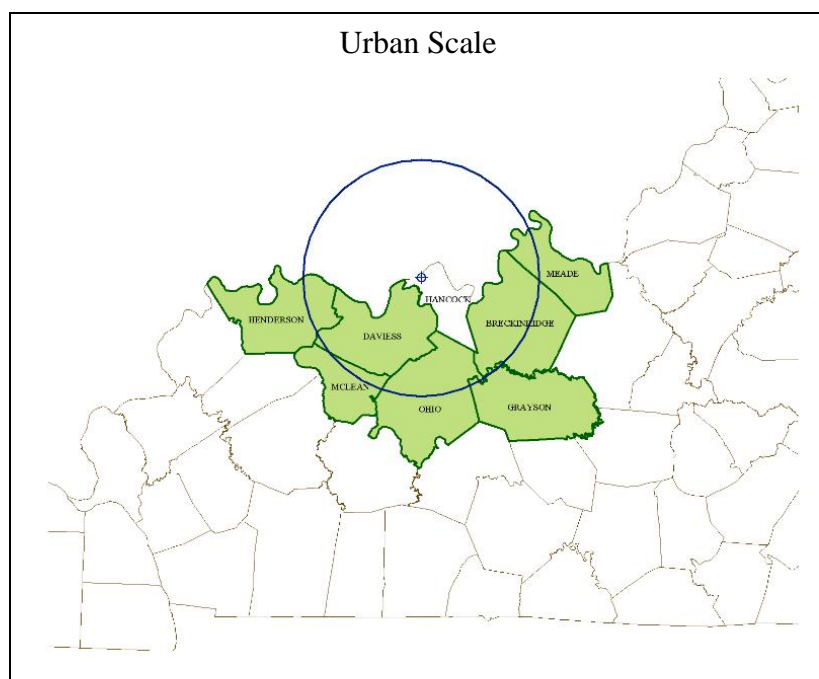 Urban Scale
MEADE
HANCOCK
HENDERSON
BRECKINRIDGE
DAVIESS
MCLEAN
OHIO
GRAYSON